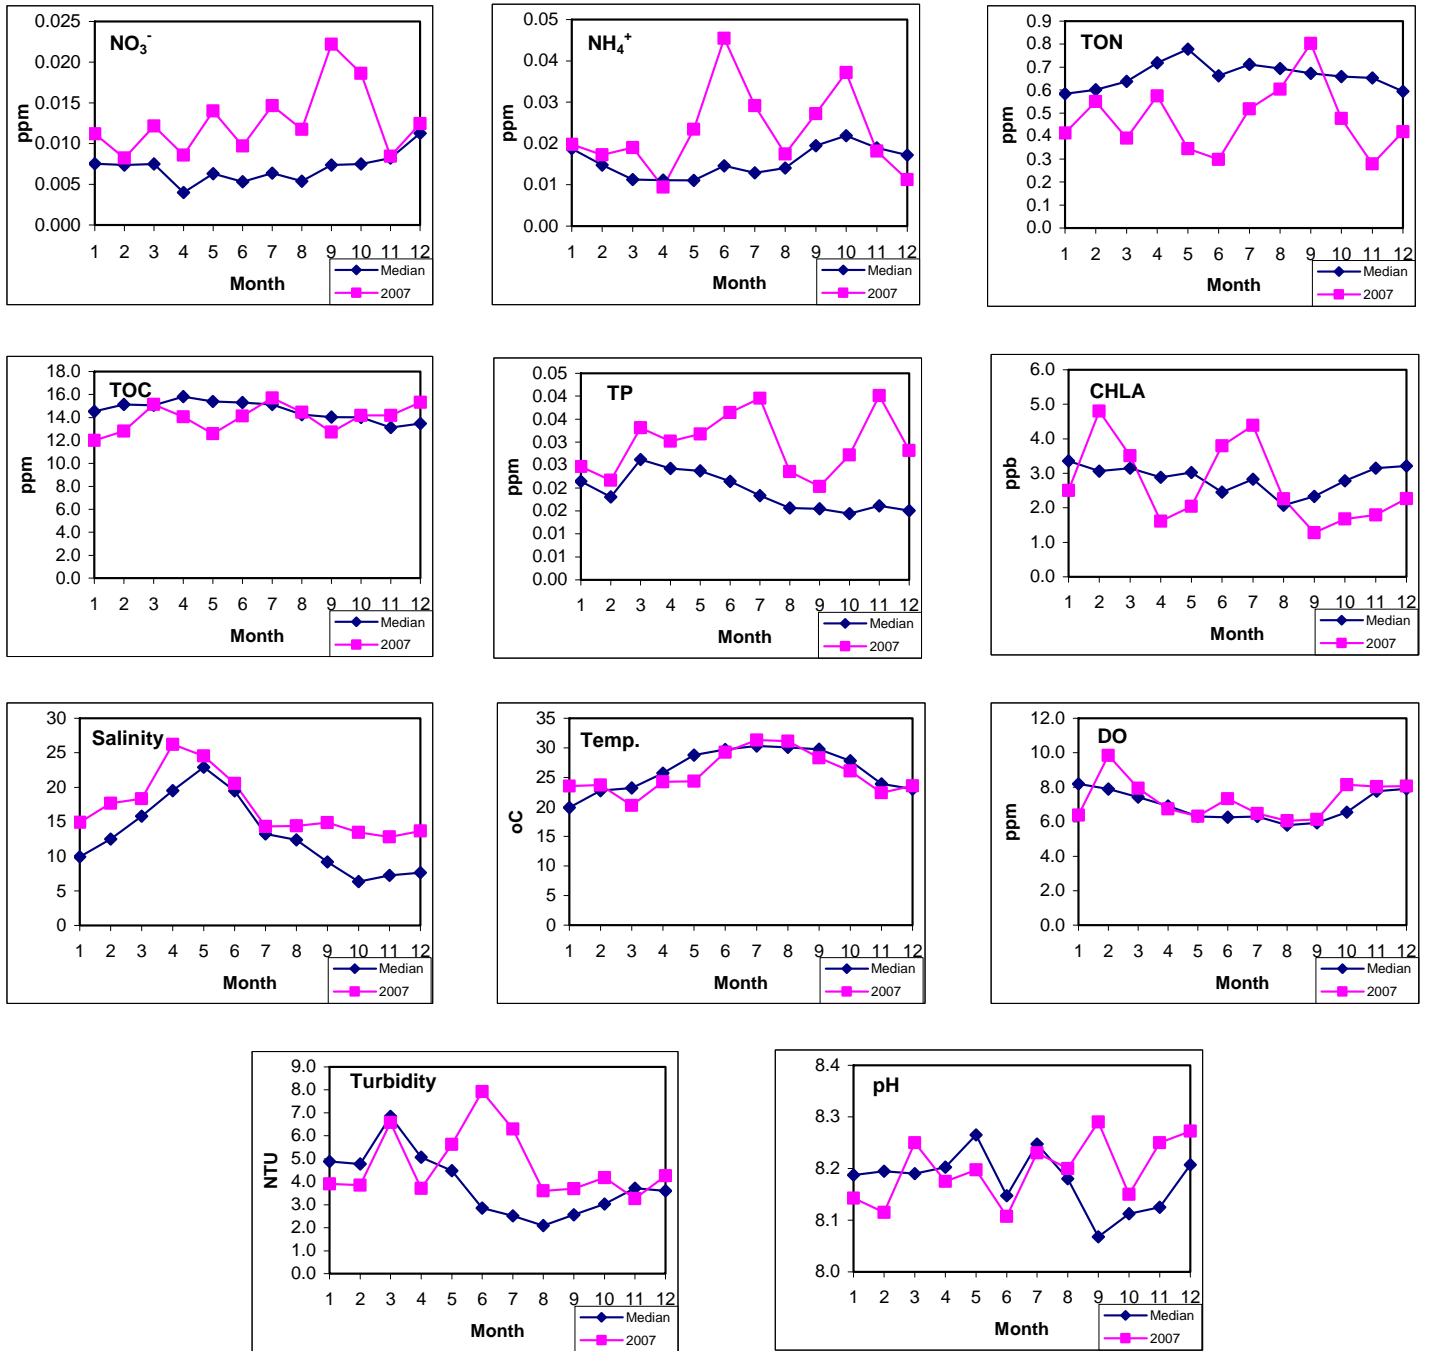 NO3-
ppm
0.025
0.020
0.015
0.010
0.005
0.000
1 2 3 4 5 6 7 8 9 10 11 12
Month
Median
2007
NH4+
ppm
0.05
0.04
0.03
0.02
0.01
0.00
1 2 3 4 5 6 7 8 9 10 11 12
Month
Median
2007
TON
ppm
0.9
0.8
0.7
0.6
0.5
0.4
0.3
0.2
0.1
0.0
1 2 3 4 5 6 7 8 9 10 11 12
Month
Median
2007
TOC
ppm
18.0
16.0
14.0
12.0
10.0
8.0
6.0
4.0
2.0
0.0
1 2 3 4 5 6 7 8 9 10 11 12
Month
Median
2007
TP
ppm
0.05
0.04
0.04
0.03
0.03
0.02
0.02
0.01
0.01
0.00
1 2 3 4 5 6 7 8 9 10 11 12
Month
Median
2007
CHLA
ppb
6.0
5.0
4.0
3.0
2.0
1.0
0.0
1 2 3 4 5 6 7 8 9 10 11 12
Month
Median
2007
Salinity
30
25
20
15
10
5
0
1 2 3 4 5 6 7 8 9 10 11 12
Month
Median
2007
Temp.
oC
35
30
25
20
15
10
5
0
1 2 3 4 5 6 7 8 9 10 11 12
Month
Median
2007
DO
ppm
12.0
10.0
8.0
6.0
4.0
2.0
0.0
1 2 3 4 5 6 7 8 9 10 11 12
Month
Median
2007
Turbidity
NTU
9.0
8.0
7.0
6.0
5.0
4.0
3.0
2.0
1.0
0.0
1 2 3 4 5 6 7 8 9 10 11 12
Month
Median
2007
pH
8.4
8.3
8.2
8.1
8.0
1 2 3 4 5 6 7 8 9 10 11 12
Month
Median
2007